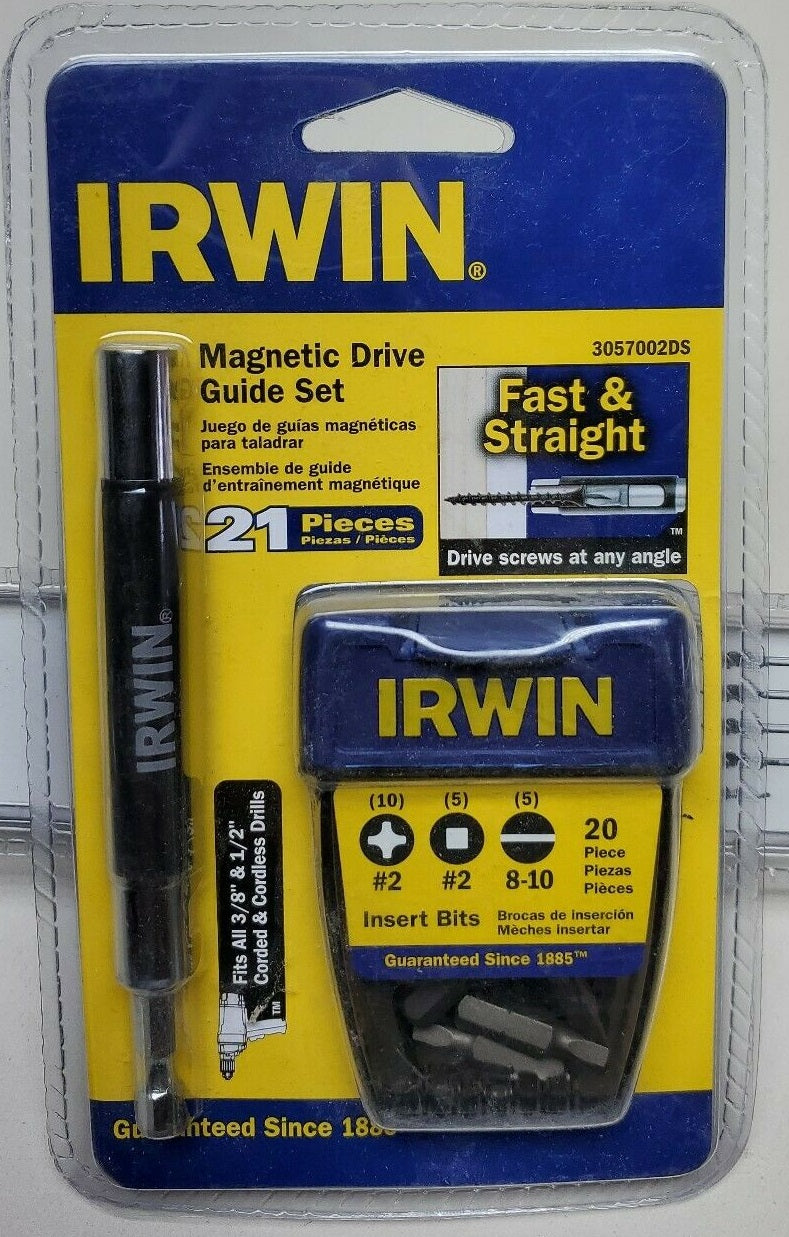 IRWIN®
Magnetic Drive
Guide Set
Juego de guías magnéticas
para taladrar
Ensemble de guide
d'entraînement magnétique
21 Pieces
Piezas / Pièces
3057002DS
Fast &
Straight
TM
Drive screws at any angle
IRWIN®
Fits All 3/8" & 1/2"
Corded & Cordless Drills
TM
IRWIN
(10) (5) (5)
#2 #2 8-10
20
Piece
Piezas
Pièces
Insert Bits
Brocas de inserción
Mèches insertar
Guaranteed Since 1885™
Since